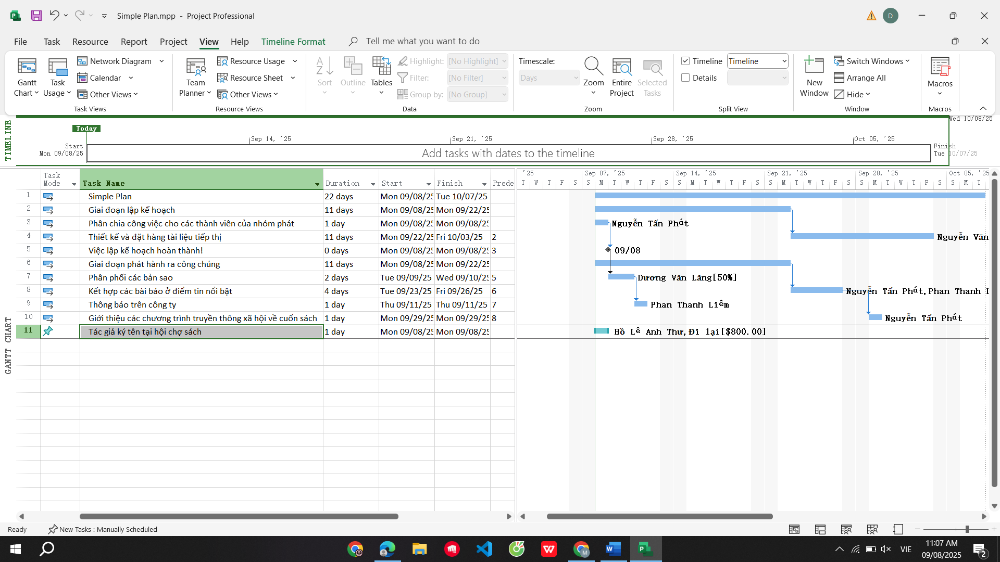 Simple Plan.mpp - Project Professional
D
File Task Resource Report Project View Help Timeline Format Tell me what you want to do
Gantt Chart
Task Usage
Network Diagram
Calendar
Other Views
Task Views
Team Planner
Resource Usage
Resource Sheet
Other Views
Resource Views
Sort
Outline
Tables
Highlight: [No Highlight]
Filter: [No Filter]
Group by: [No Group]
Data
Timescale:
Days
Zoom
Entire Project
Selected Tasks
Zoom
Timeline Timeline
Details
Split View
New Window
Switch Windows
Arrange All
Hide
Window
Macros
Macros
TIMELINE
Today
Wed 10/08/25
Sep 14, '25 Sep 21, '25 Sep 28, '25 Oct 05, '25
Start
Mon 09/08/25
Add tasks with dates to the timeline
Finish
Tue 10/07/25
GANTT CHART
Task Mode Task Name Duration Start Finish Prede
1 Simple Plan 22 days Mon 09/08/25 Tue 10/07/25
2 Giai đoạn lập kế hoạch 11 days Mon 09/08/25 Mon 09/22/25
3 Phân chia công việc cho các thành viên của nhóm phát 1 day Mon 09/08/25 Mon 09/08/25
4 Thiết kế và đặt hàng tài liệu tiếp thị 11 days Mon 09/22/25 Fri 10/03/25 2
5 Việc lập kế hoạch hoàn thành! 0 days Mon 09/08/25 Mon 09/08/25 3
6 Giai đoạn phát hành ra công chúng 11 days Mon 09/08/25 Mon 09/22/25
7 Phân phối các bản sao 2 days Tue 09/09/25 Wed 09/10/25 5
8 Kết hợp các bài báo ở điểm tin nổi bật 4 days Tue 09/23/25 Fri 09/26/25 6
9 Thông báo trên công ty 1 day Thu 09/11/25 Thu 09/11/25 7
10 Giới thiệu các chương trình truyền thông xã hội về cuốn sách 1 day Mon 09/29/25 Mon 09/29/25 8
11 Tác giả ký tên tại hội chợ sách 1 day Mon 09/08/25 Mon 09/08/25
'25 Sep 07, '25 Sep 14, '25 Sep 21, '25 Sep 28, '25 Oct 05, '25
T W T F S S M T W T F S S M T W T F S S M T W T F S S M T W T F S S M T
Nguyễn Tấn Phát
Nguyễn Văn
09/08
Dương Văn Lăng[50%]
Nguyễn Tấn Phát,Phan Thanh L
Phan Thanh Liêm
Nguyễn Tấn Phát
Hồ Lê Anh Thư,Đi lại[$800.00]
Ready New Tasks : Manually Scheduled
VIE
11:07 AM
09/08/2025
2